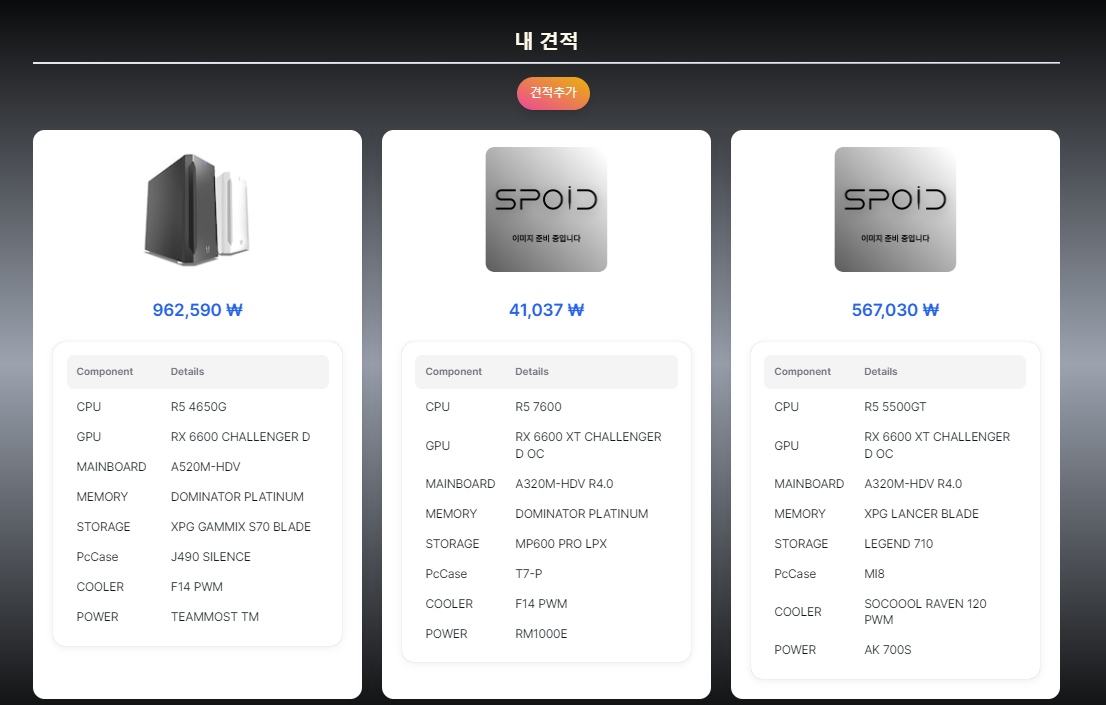 내 견적
견적추가
962,590 ₩
Component Details
CPU R5 4650G
GPU RX 6600 CHALLENGER D
MAINBOARD A520M-HDV
MEMORY DOMINATOR PLATINUM
STORAGE XPG GAMMIX S70 BLADE
PcCase J490 SILENCE
COOLER F14 PWM
POWER TEAMMOST TM
SPOID
이미지 준비 중입니다
41,037 ₩
Component Details
CPU R5 7600
GPU RX 6600 XT CHALLENGER
D OC
MAINBOARD A320M-HDV R4.0
MEMORY DOMINATOR PLATINUM
STORAGE MP600 PRO LPX
PcCase T7-P
COOLER F14 PWM
POWER RM1000E
SPOID
이미지 준비 중입니다
567,030 ₩
Component Details
CPU R5 5500GT
GPU RX 6600 XT CHALLENGER
D OC
MAINBOARD A320M-HDV R4.0
MEMORY XPG LANCER BLADE
STORAGE LEGEND 710
PcCase MI8
COOLER SOCOOOL RAVEN 120
PWM
POWER AK 700S